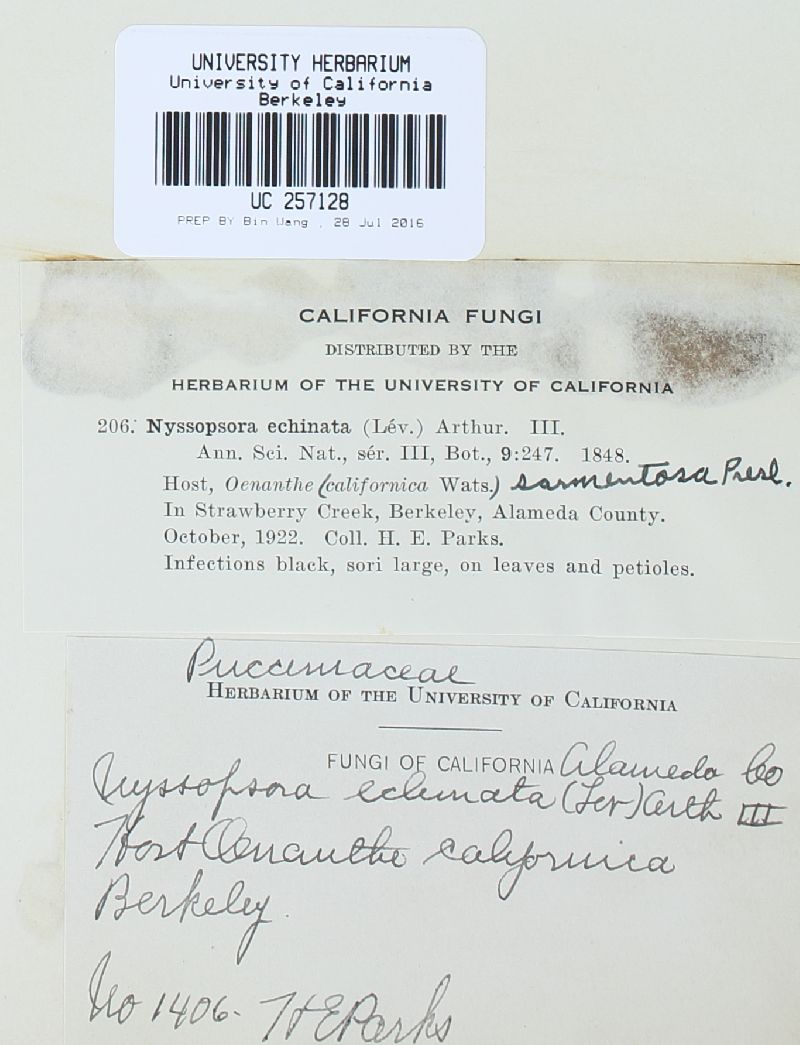 UNIVERSITY HERBARIUM
University of California
Berkeley
UC 257128
PREP BY Bin Wang , 28 Jul 2016
CALIFORNIA FUNGI
DISTRIBUTED BY THE
HERBARIUM OF THE UNIVERSITY OF CALIFORNIA
206. Nyssopsora echinata (Lév.) Arthur. III.
Ann. Sci. Nat., sér. III, Bot., 9:247. 1848.
Host, Oenanthe (californica Wats.) sarmentosa Presl.
In Strawberry Creek, Berkeley, Alameda County.
October, 1922. Coll. H. E. Parks.
Infections black, sori large, on leaves and petioles.
Pucciniaceae
HERBARIUM OF THE UNIVERSITY OF CALIFORNIA
FUNGI OF CALIFORNIA Alameda Co
Nyssopsora echinata (Lev) Arth III
Host Oenanthe californica
Berkeley.
No 1406. H E Parks